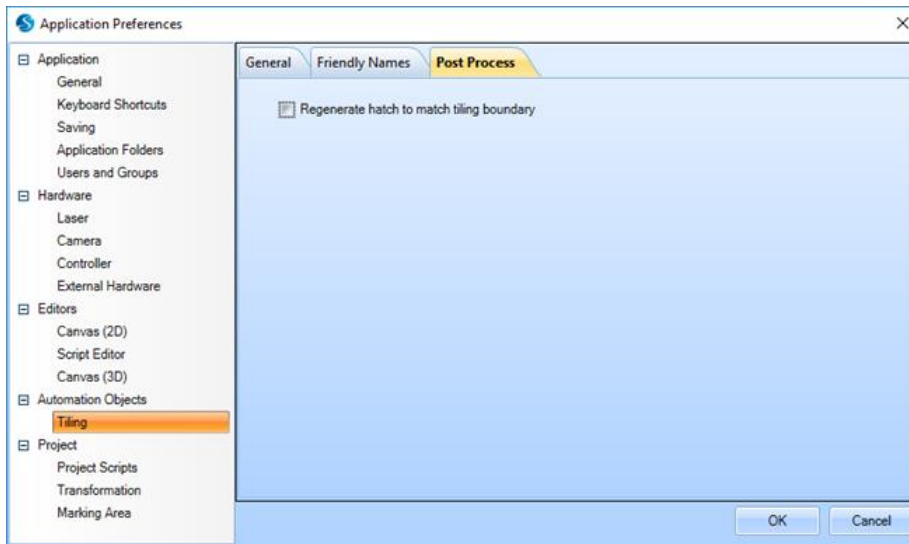 Application Preferences
Application
General
Keyboard Shortcuts
Saving
Application Folders
Users and Groups
Hardware
Laser
Camera
Controller
External Hardware
Editors
Canvas (2D)
Script Editor
Canvas (3D)
Automation Objects
Tiling
Project
Project Scripts
Transformation
Marking Area
General Friendly Names Post Process
Regenerate hatch to match tiling boundary
OK Cancel